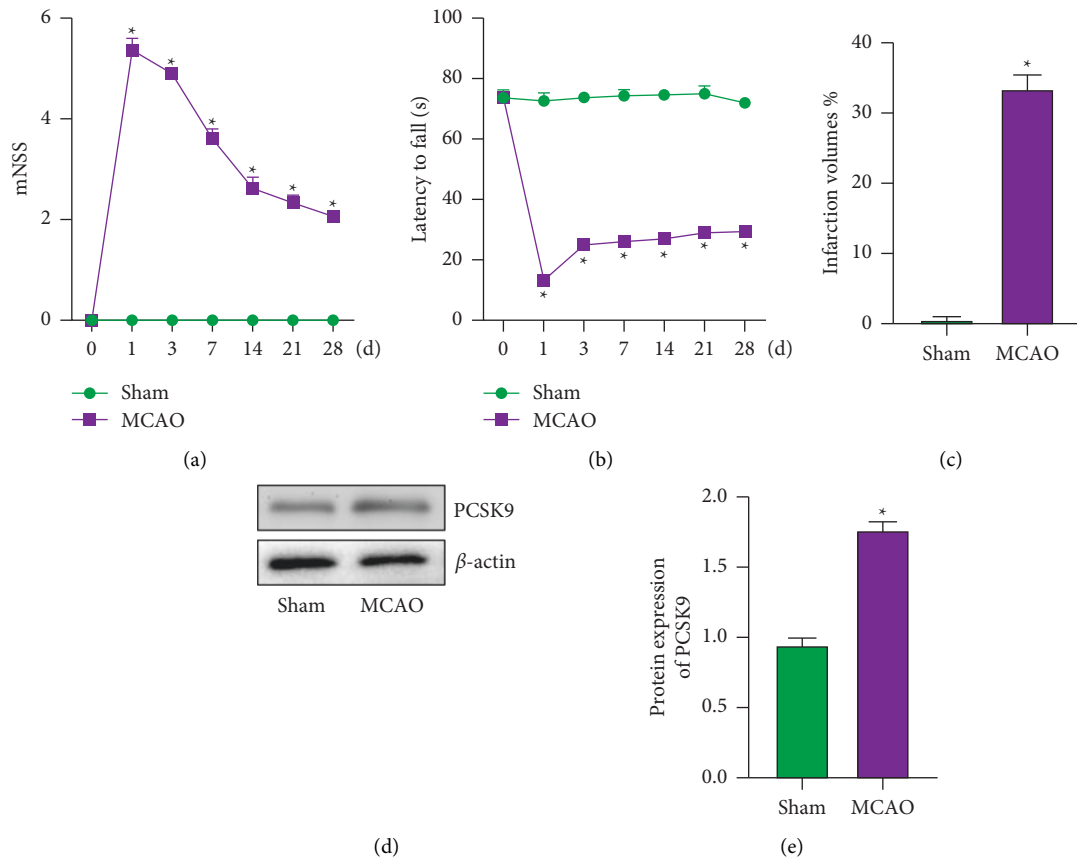 6
4
2
0
mNSS
*
*
*
*
*
*
0 1 3 7 14 21 28 (d)
Sham
MCAO
(a)
100
80
60
40
20
0
Latency to fall (s)
*
*
*
*
*
*
0 1 3 7 14 21 28 (d)
Sham
MCAO
(b)
40
30
20
10
0
Infarction volumes %
*
Sham MCAO
(c)
PCSK9
β-actin
Sham MCAO
(d)
2.0
1.5
1.0
0.5
0.0
Protein expression
of PCSK9
*
Sham MCAO
(e)